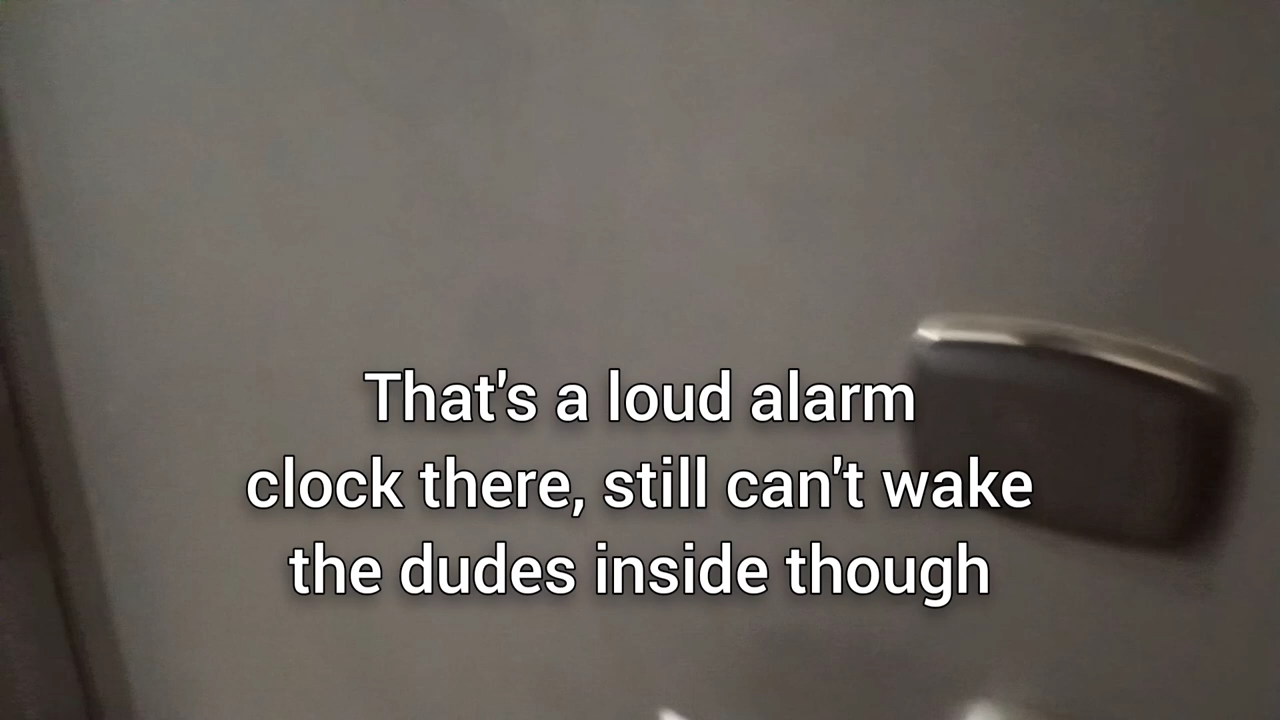 That's a loud alarm
clock there, still can't wake
the dudes inside though